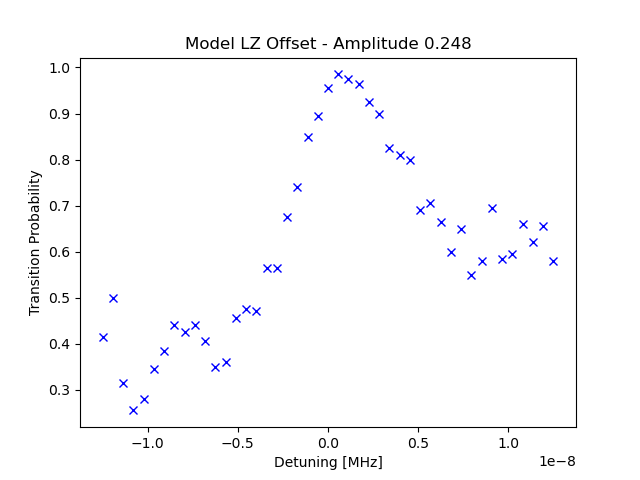 Model LZ Offset - Amplitude 0.248
1.0
0.9
0.8
0.7
0.6
0.5
0.4
0.3
Transition Probability
−1.0 −0.5 0.0 0.5 1.0
1e−8
Detuning [MHz]